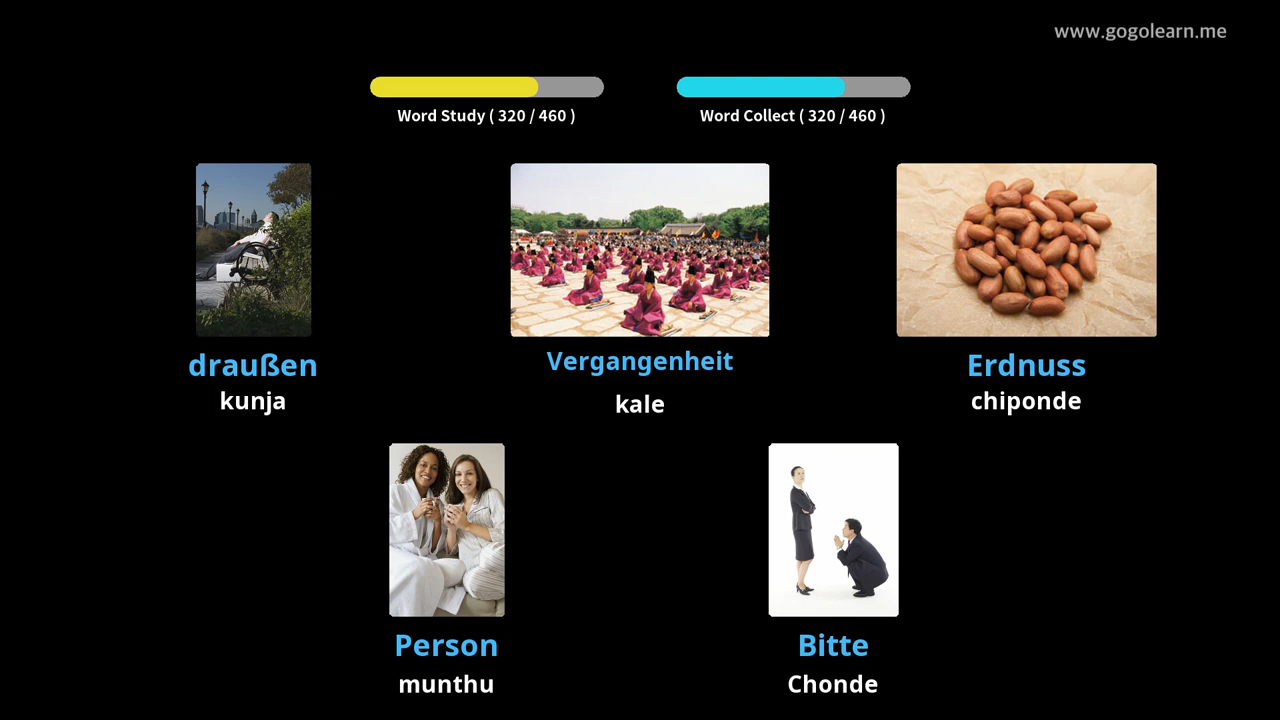 www.gogolearn.me
Word Study ( 320 / 460 )
Word Collect ( 320 / 460 )
draußen
kunja
Vergangenheit
kale
Erdnuss
chiponde
Person
munthu
Bitte
Chonde